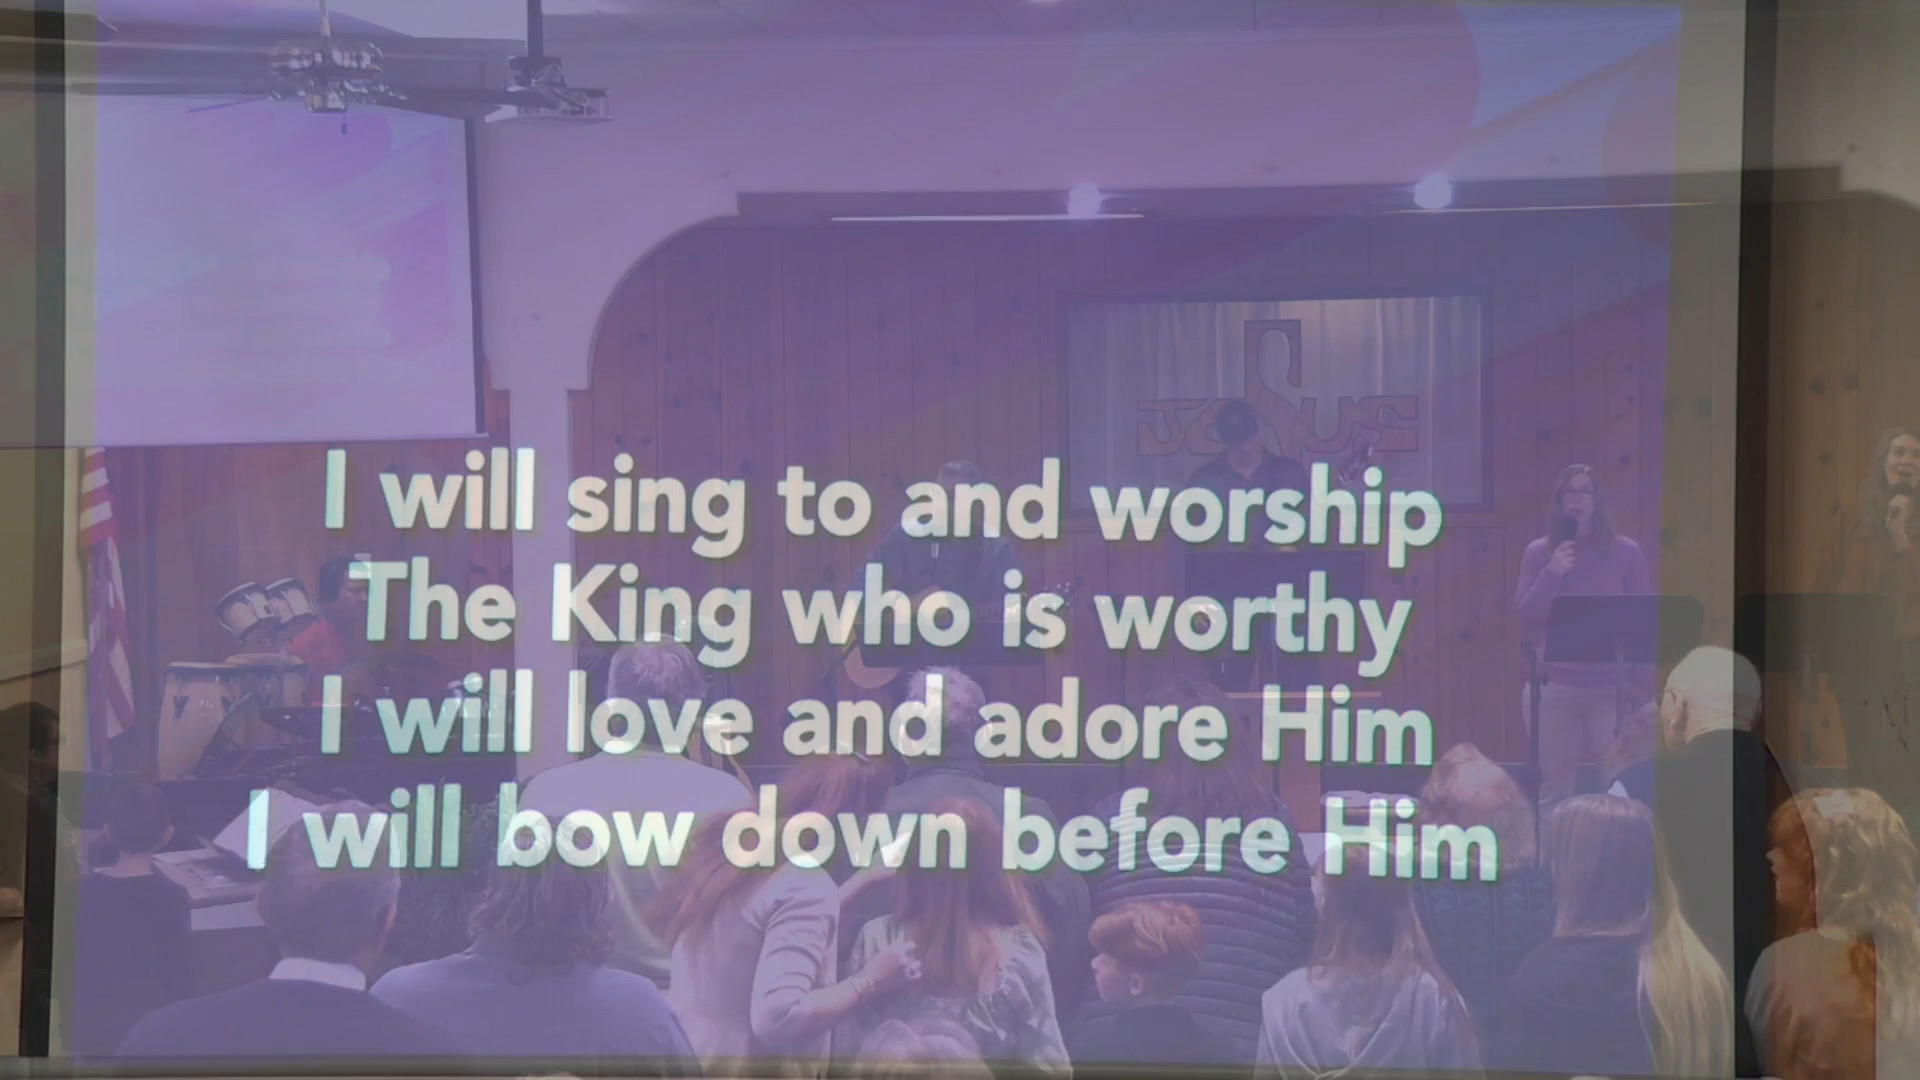 JESUS
I will sing to and worship
The King who is worthy
I will love and adore Him
I will bow down before Him